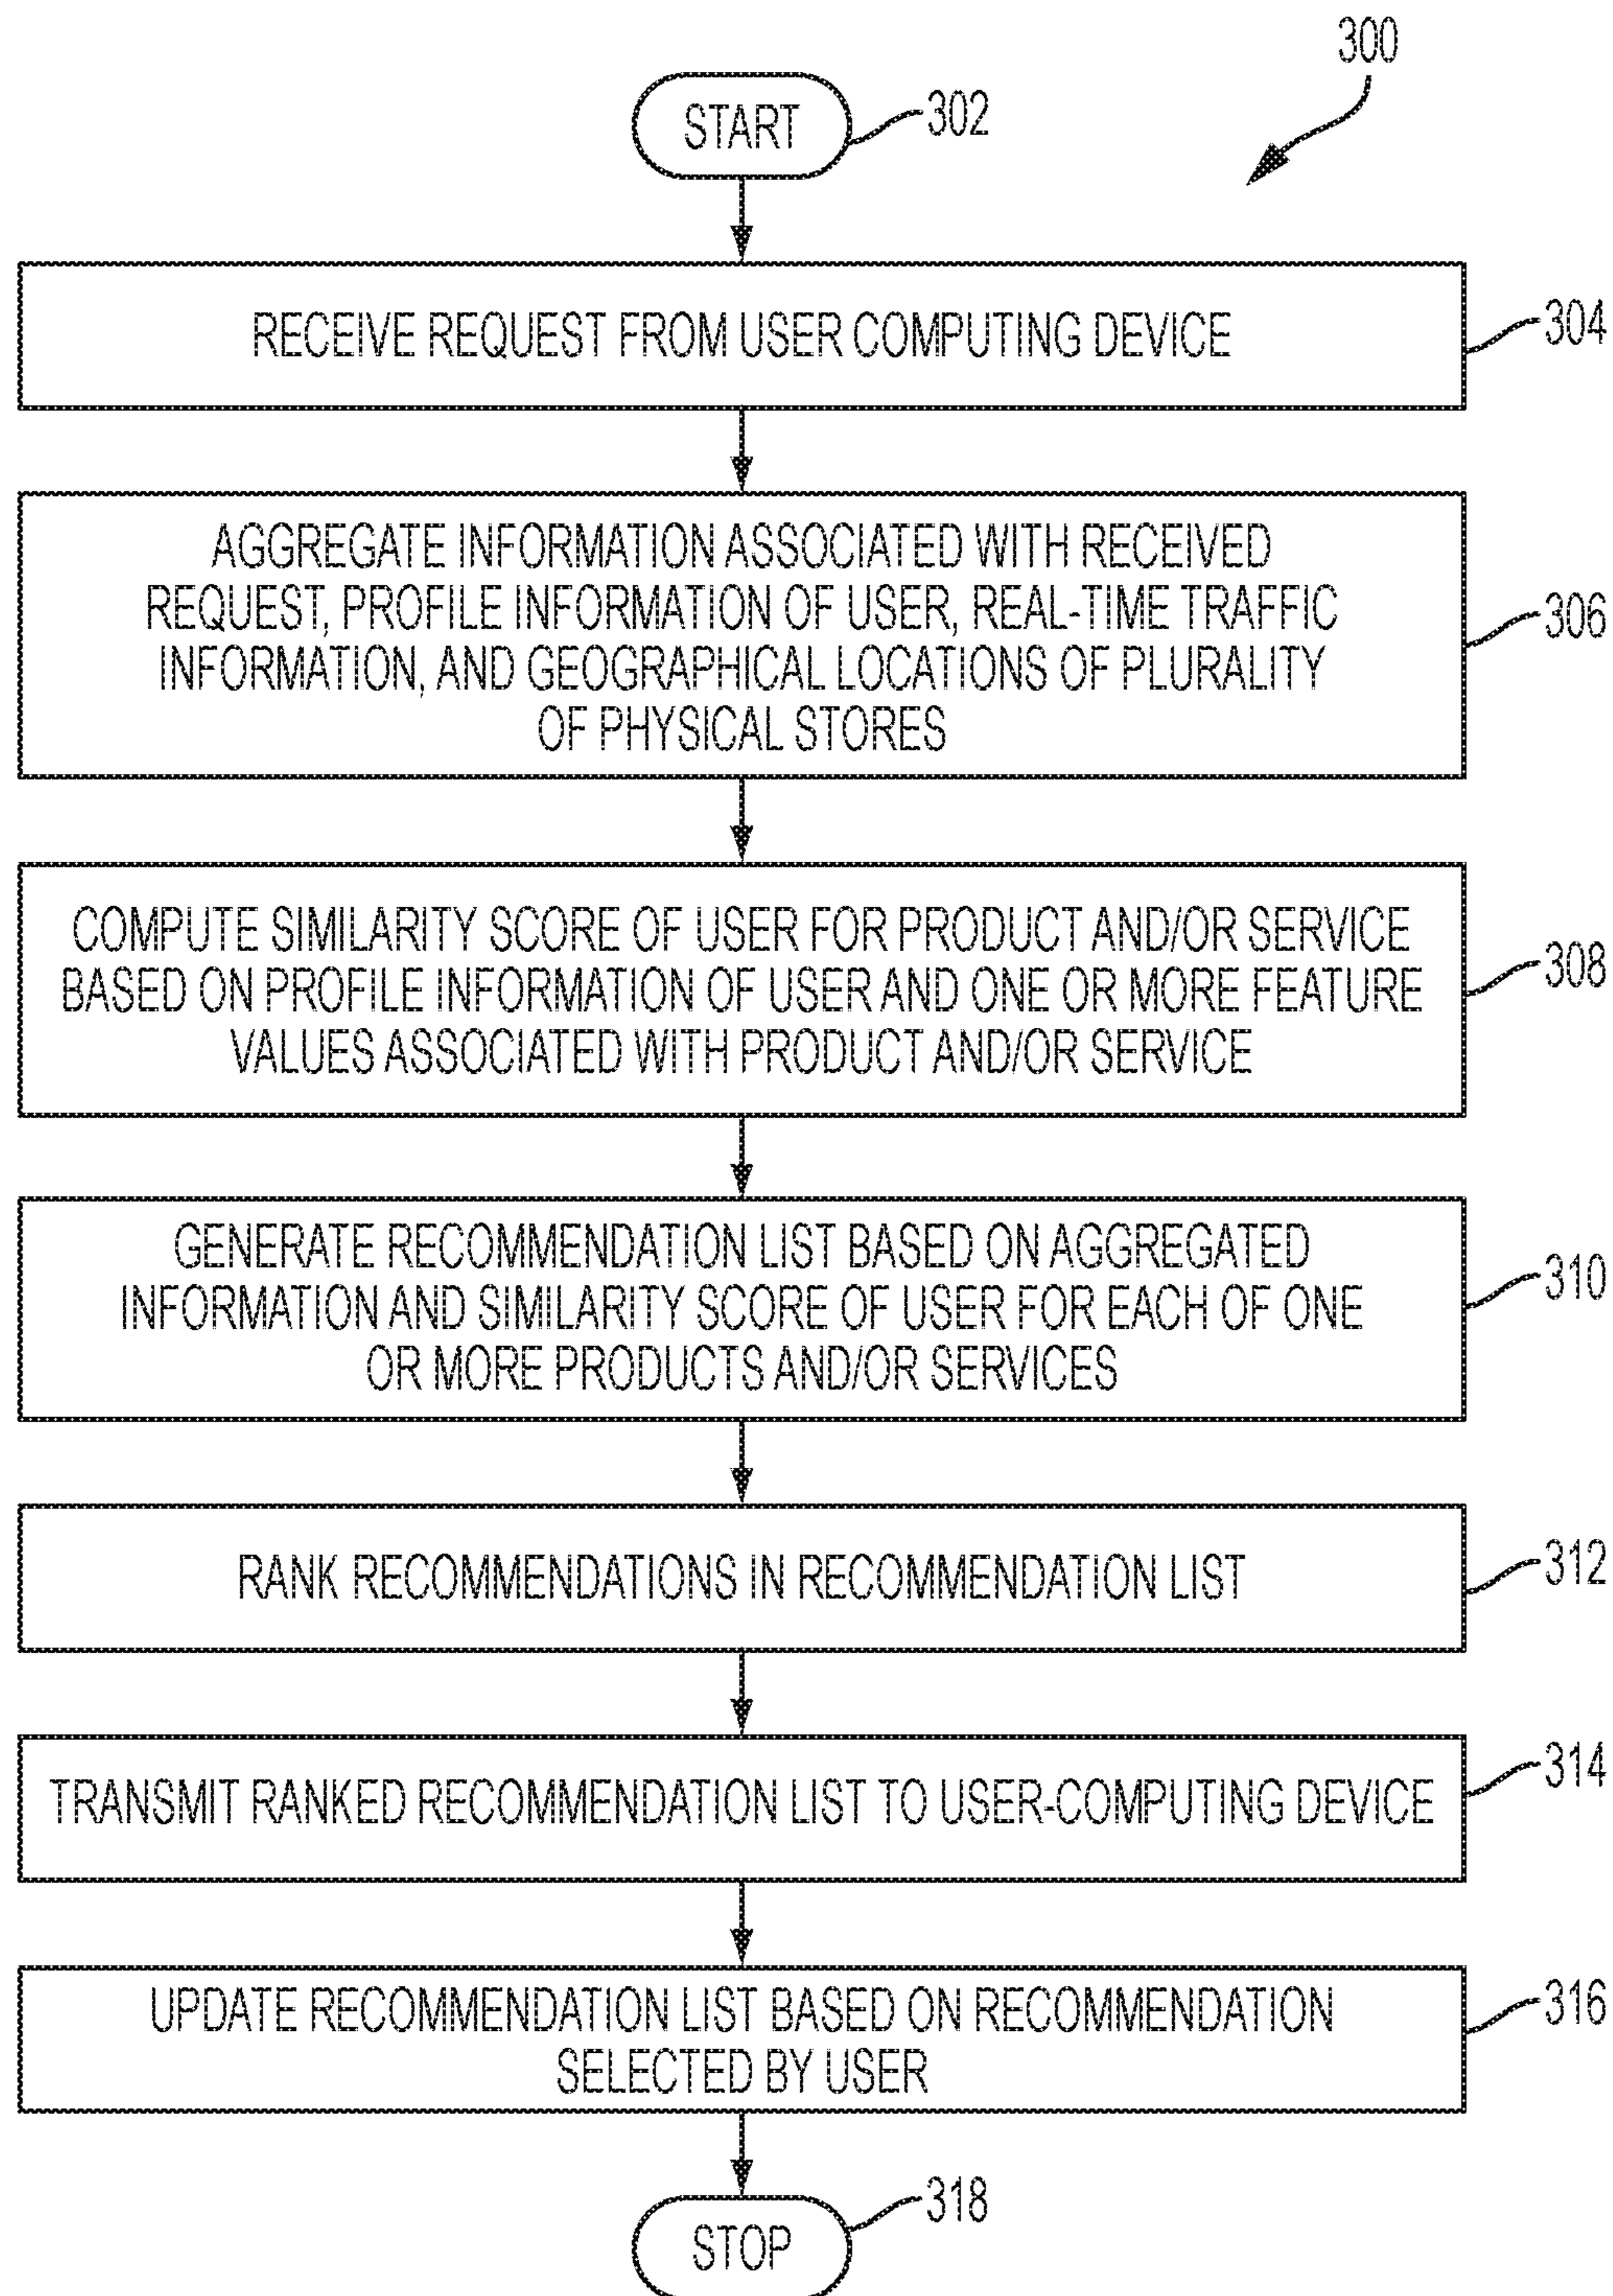 300
START
302
RECEIVE REQUEST FROM USER COMPUTING DEVICE
304
AGGREGATE INFORMATION ASSOCIATED WITH RECEIVED
REQUEST, PROFILE INFORMATION OF USER, REAL-TIME TRAFFIC
INFORMATION, AND GEOGRAPHICAL LOCATIONS OF PLURALITY
OF PHYSICAL STORES
306
COMPUTE SIMILARITY SCORE OF USER FOR PRODUCT AND/OR SERVICE
BASED ON PROFILE INFORMATION OF USER AND ONE OR MORE FEATURE
VALUES ASSOCIATED WITH PRODUCT AND/OR SERVICE
308
GENERATE RECOMMENDATION LIST BASED ON AGGREGATED
INFORMATION AND SIMILARITY SCORE OF USER FOR EACH OF ONE
OR MORE PRODUCTS AND/OR SERVICES
310
RANK RECOMMENDATIONS IN RECOMMENDATION LIST
312
TRANSMIT RANKED RECOMMENDATION LIST TO USER-COMPUTING DEVICE
314
UPDATE RECOMMENDATION LIST BASED ON RECOMMENDATION
SELECTED BY USER
316
STOP
318